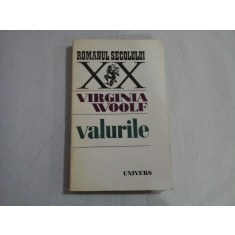 ROMANUL SECOLULUI
XX
VIRGINIA
WOOLF
valurile
UNIVERS